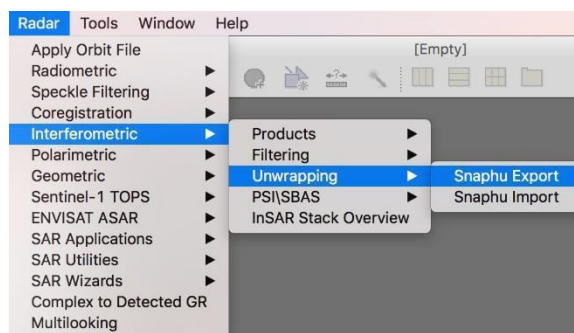 Radar Tools Window Help
[Empty]
Apply Orbit File
Radiometric
Speckle Filtering
Coregistration
Interferometric
Polarimetric
Geometric
Sentinel-1 TOPS
ENVISAT ASAR
SAR Applications
SAR Utilities
SAR Wizards
Complex to Detected GR
Multilooking
Products
Filtering
Unwrapping
PSI\SBAS
InSAR Stack Overview
Snaphu Export
Snaphu Import